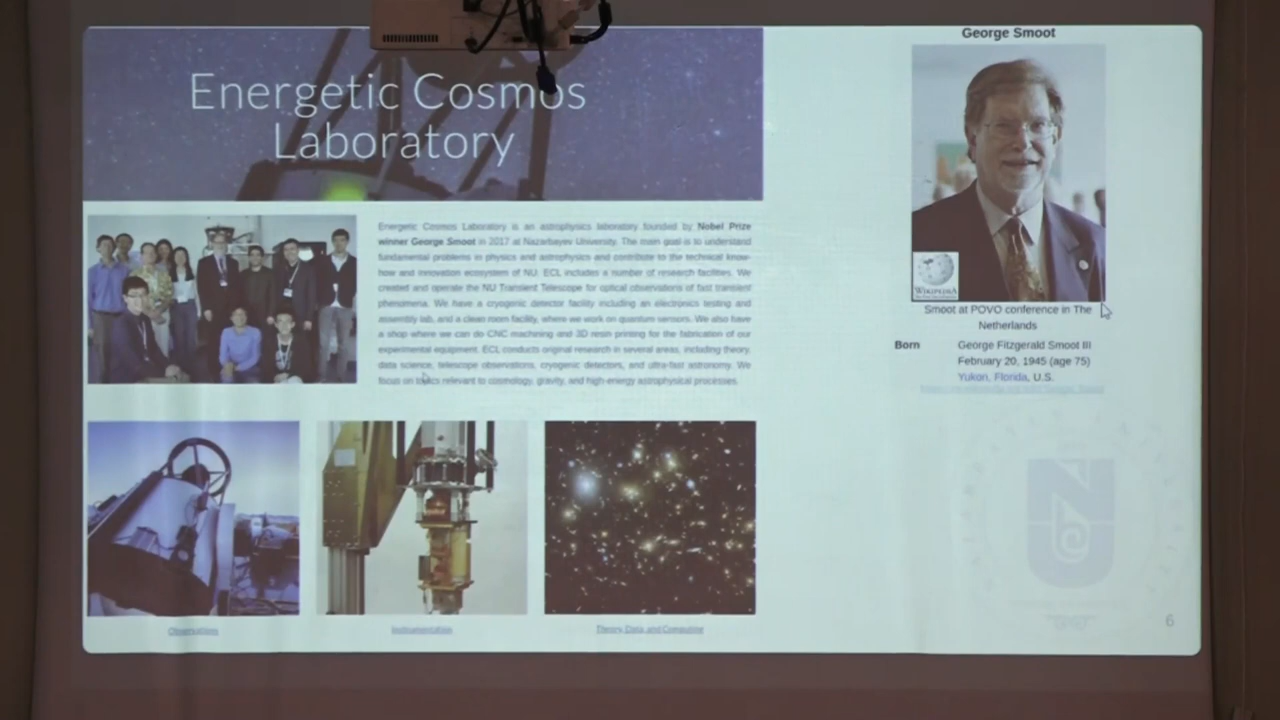 Energetic Cosmos
Laboratory
Energetic Cosmos Laboratory is an astrophysics laboratory founded by Nobel Prize
winner George Smoot in 2017 at Nazarbayev University. The main goal is to understand
fundamental problems in physics and astrophysics and contribute to the technical know-
how and innovation ecosystem of NU. ECL includes a number of research facilities. We
created and operate the NU Transient Telescope for optical observations of fast transient
phenomena. We have a cryogenic detector facility including an electronics testing and
assembly lab, and a clean room facility, where we work on quantum sensors. We also have
a shop where we can do CNC machining and 3D resin printing for the fabrication of our
experimental equipment. ECL conducts original research in several areas, including theory,
data science, telescope observations, cryogenic detectors, and ultra-fast astronomy. We
focus on topics relevant to cosmology, gravity, and high-energy astrophysical processes.
Observations
Instrumentation
Theory, Data, and Computing
George Smoot
WIKIPEDIA
Smoot at POVO conference in The
Netherlands
Born George Fitzgerald Smoot III
February 20, 1945 (age 75)
Yukon, Florida, U.S.
6